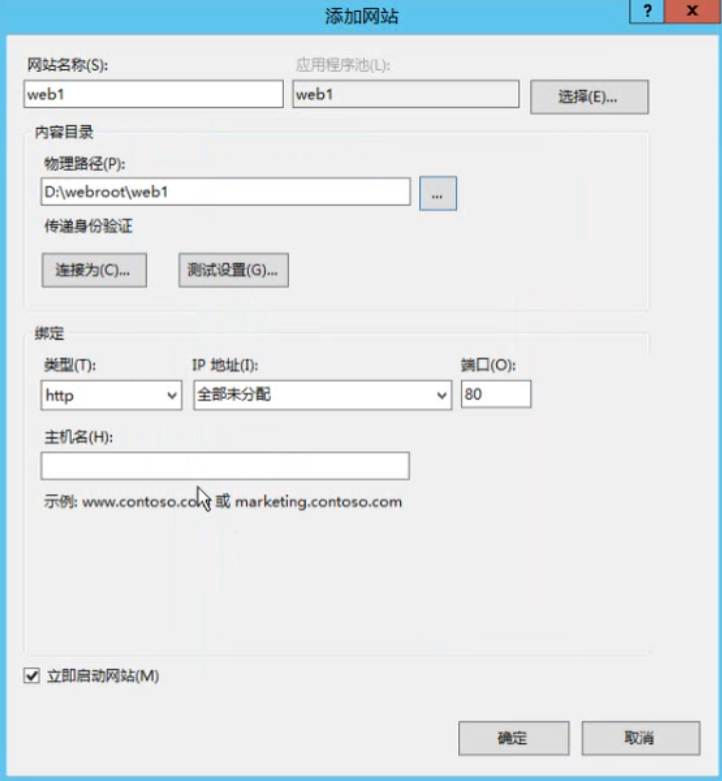 添加网站
? x
网站名称(S): 应用程序池(L):
web1 web1 选择(E)...
内容目录
物理路径(P):
D:\webroot\web1 ...
传递身份验证
连接为(C)... 测试设置(G)...
绑定
类型(T): IP 地址(I): 端口(O):
http 全部未分配 80
主机名(H):
示例: www.contoso.com 或 marketing.contoso.com
立即启动网站(M)
确定 取消